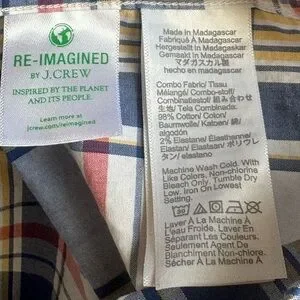 RE-IMAGINED
BY J.CREW
INSPIRED BY THE PLANET
AND ITS PEOPLE.
Learn more at
jcrew.com/reimagined
Made in Madagascar
Fabriqué À Madagascar
Hergestellt in Madagaskar
Gemaakt in Madagascar
マダガスカル製
hecho en madagascar
Combo Fabric/Tissu
Mélangé/ Combo-stoff/
Combinatiestof/ 組み合わせ
生地/ Tela Combinada:
98% Cotton/ Coton/
Baumwolle/ Katoen/ 綿/
algodón
2% Elastane/ Élasthanne/
Elasthan/ Elastaan/ ポリウレ
タン/ elastano
Machine Wash Cold. With
Like Colors. Non-chlorine
Bleach Only. Tumble Dry
Low. Iron On Lowest
Setting.
Laver À La Machine À
L'eau Froide. Laver En
Séparant Les Couleurs.
Agent De Blanchiment
Non Chloré Seulement.
Sécher À La Machine À